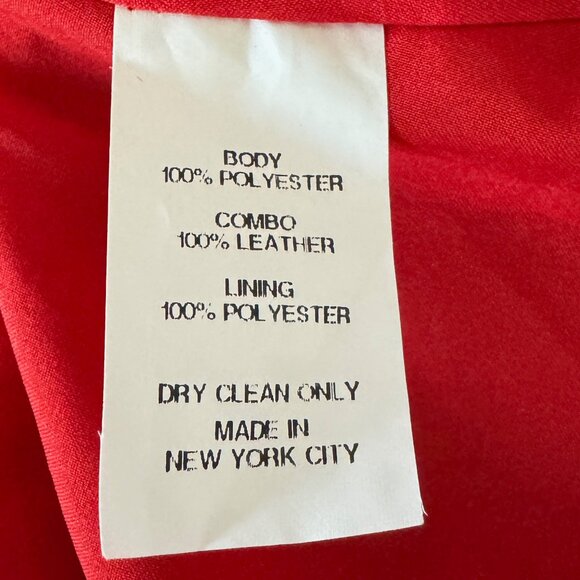 BODY
100% POLYESTER
COMBO
100% LEATHER
LINING
100% POLYESTER
DRY CLEAN ONLY
MADE IN
NEW YORK CITY